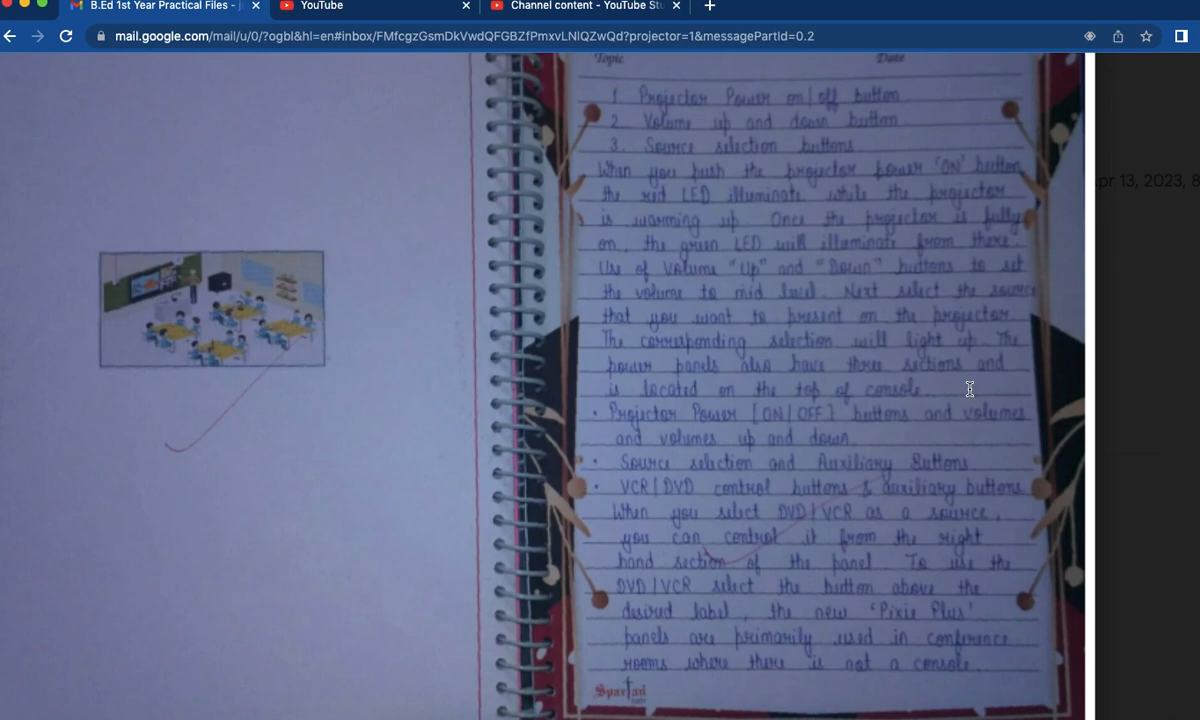 B.Ed 1st Year Practical Files -
YouTube
Channel content - YouTube Stu
mail.google.com/mail/u/0/?ogbl&hl=en#inbox/FMfcgzGsmDkVwdQFGBZfPmxvLNlQZwQd?projector=1&messagePartId=0.2
Topic Date
1. Projector Power on/off button
2. Volume up and down button.
3. Source selection buttons.
When you push the projector power 'ON' button
the red LED illuminate while the projector
is warming up. Once the projector is fully
on, the green LED will illuminate from there.
Use of Volume "Up" and "Down" buttons to set
the volume to mid level. Next select the source
that you want to present on the projector.
The corresponding selection will light up. The
power panels also have three sections and
is located on the top of console.
• Projector Power [ON/OFF] buttons and volumes
and volumes up and down.
• Source selection and Auxiliary Buttons.
• VCR/DVD control buttons & auxiliary buttons.
When you select DVD/VCR as a source,
you can control it from the right
hand section of the panel. To use the
DVD/VCR select the button above the
desired label, the new 'Pixie Plus'
panels are primarily used in conference
rooms where there is not a console.
Spartan
pr 13, 2023, 8